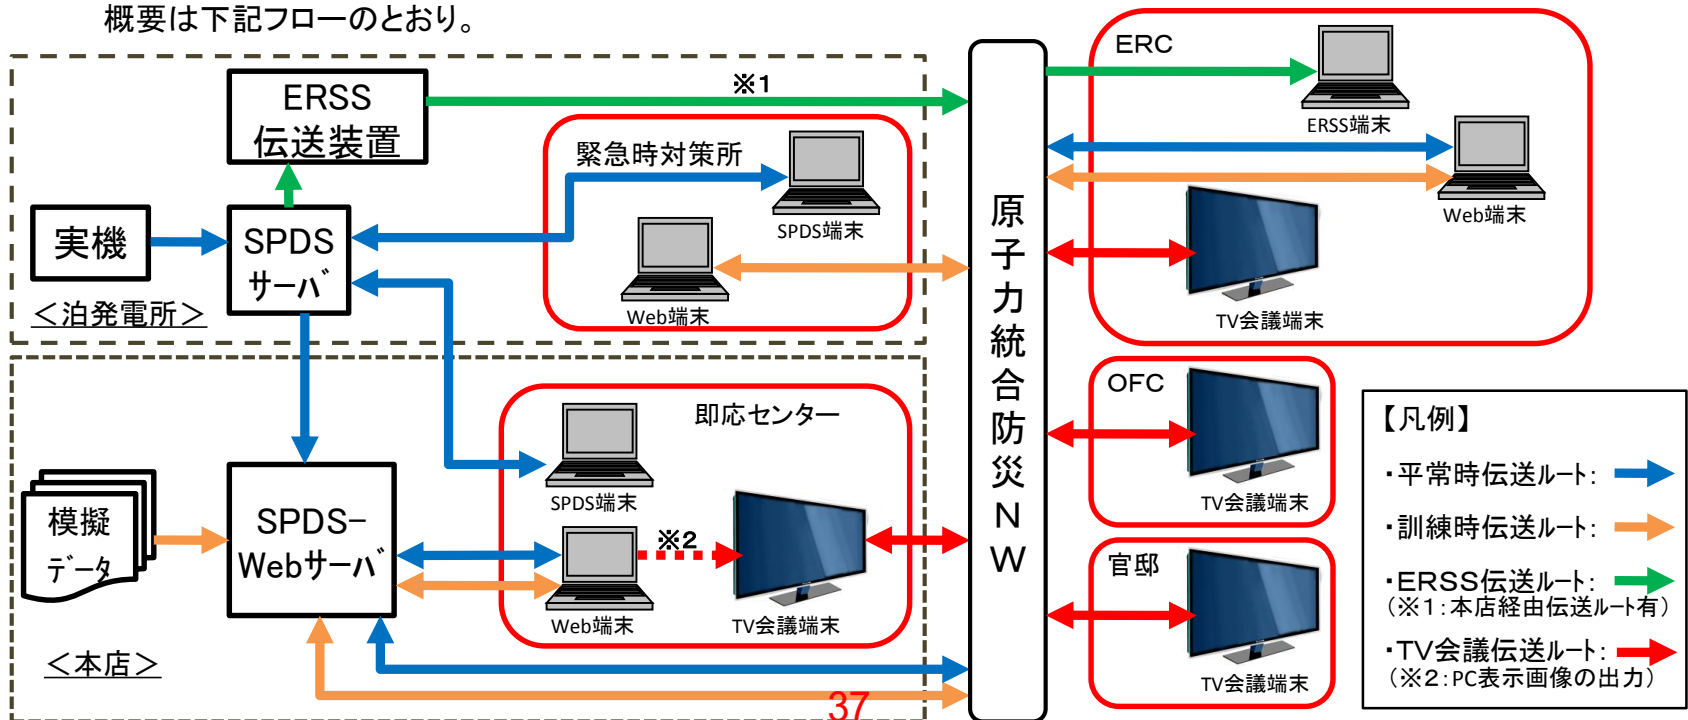 概要は下記フローのとおり。
ERSS
伝送装置
※1
緊急時対策所
SPDS端末
Web端末
実機
SPDS
サーバ
＜泊発電所＞
原子力統合防災NW
ERC
ERSS端末
Web端末
TV会議端末
即応センター
SPDS端末
※2
Web端末
TV会議端末
模擬
データ
SPDS−
Webサーバ
＜本店＞
OFC
TV会議端末
官邸
TV会議端末
【凡例】
・平常時伝送ルート：
・訓練時伝送ルート：
・ERSS伝送ルート：
（※1：本店経由伝送ルート有）
・TV会議伝送ルート：
（※2：PC表示画像の出力）
37